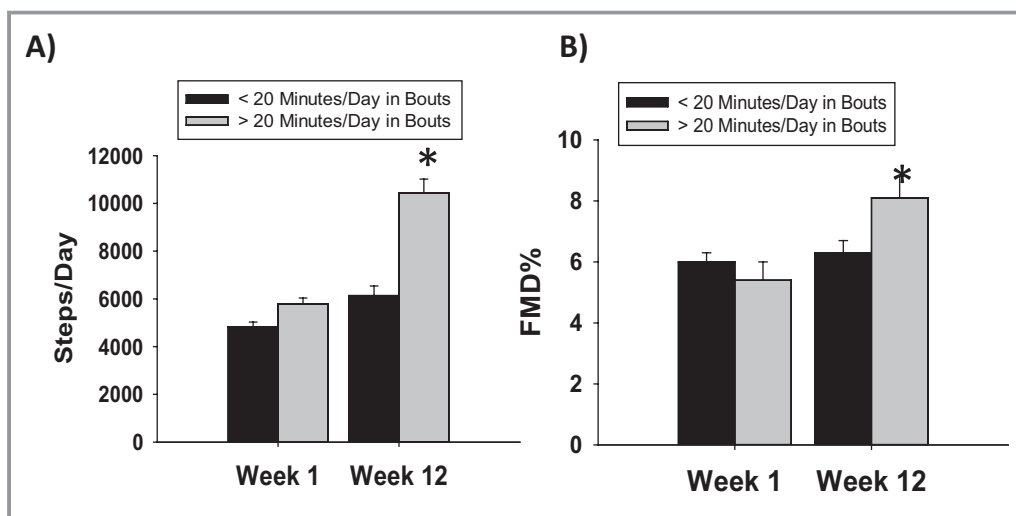 A)
< 20 Minutes/Day in Bouts
> 20 Minutes/Day in Bouts
12000
10000
8000
6000
4000
2000
0
Steps/Day
*
Week 1
Week 12
B)
< 20 Minutes/Day in Bouts
> 20 Minutes/Day in Bouts
10
8
6
4
2
0
FMD%
*
Week 1
Week 12